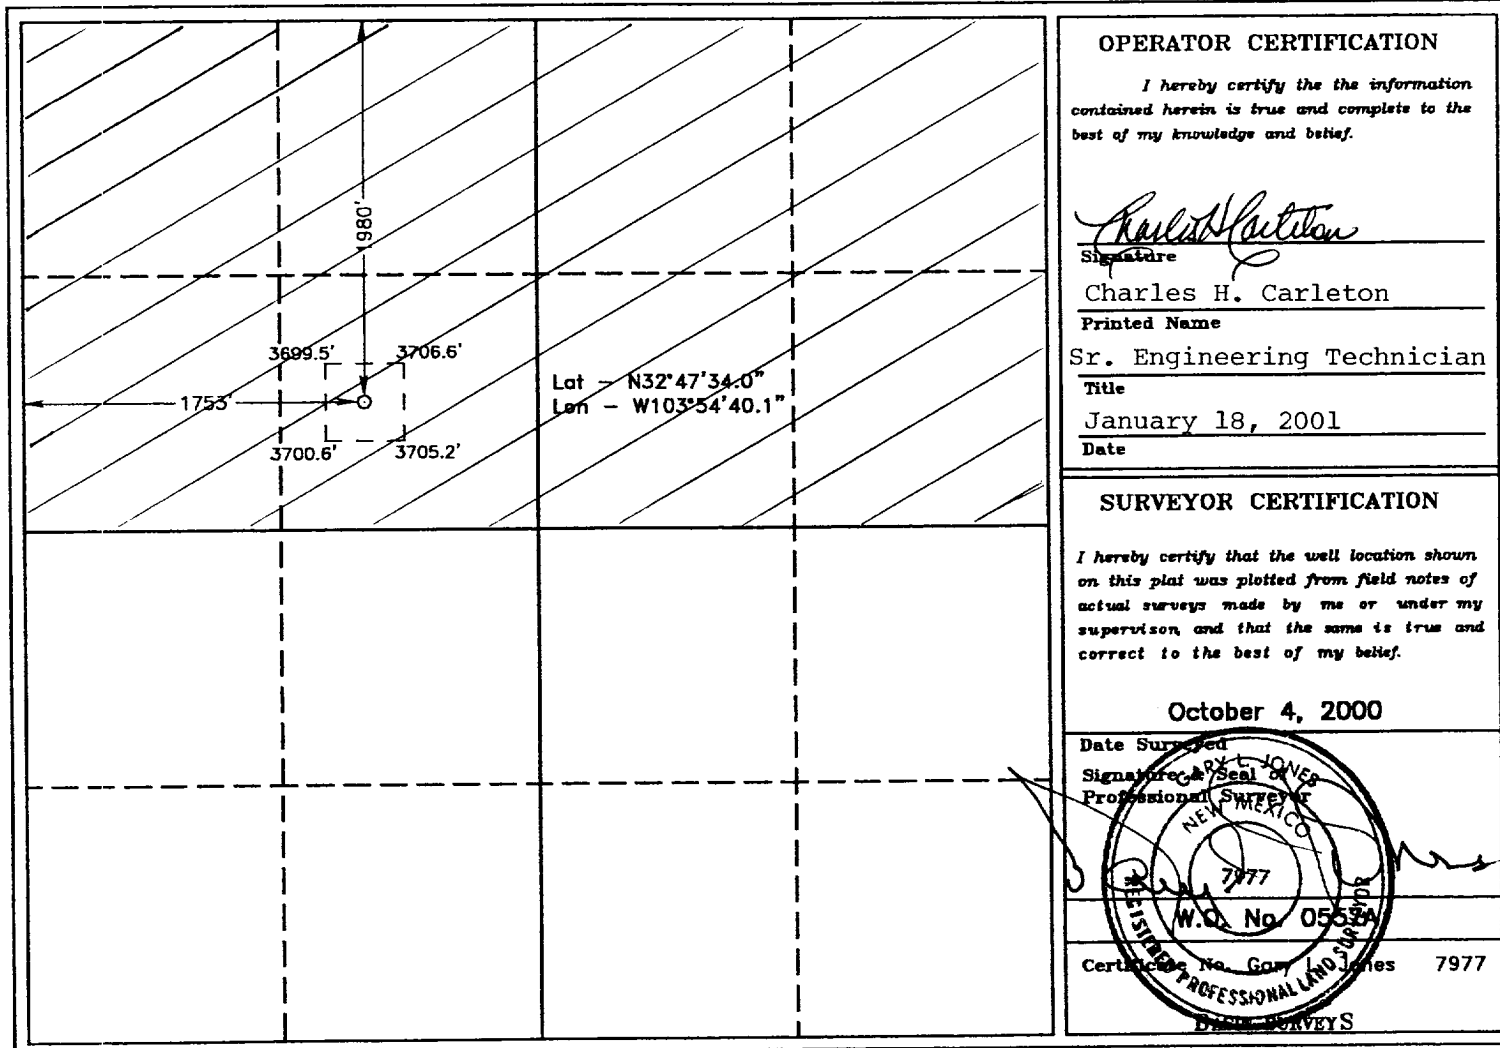 1980'
3699.5' 3706.6'
1753'
3700.6' 3705.2'
Lat - N32°47'34.0"
Lon - W103°54'40.1"
OPERATOR CERTIFICATION
I hereby certify the the information
contained herein is true and complete to the
best of my knowledge and belief.
Charles H Carleton
Signature
Charles H. Carleton
Printed Name
Sr. Engineering Technician
Title
January 18, 2001
Date
SURVEYOR CERTIFICATION
I hereby certify that the well location shown
on this plat was plotted from field notes of
actual surveys made by me or under my
supervison, and that the same is true and
correct to the best of my belief.
October 4, 2000
Date Surveyed
Signature & Seal of
Professional Surveyor
GARY L. JONES
NEW MEXICO
7977
REGISTERED PROFESSIONAL LAND SURVEYOR
W.O. No.
Certificate No. Gary L. Jones 7977
SURVEYS